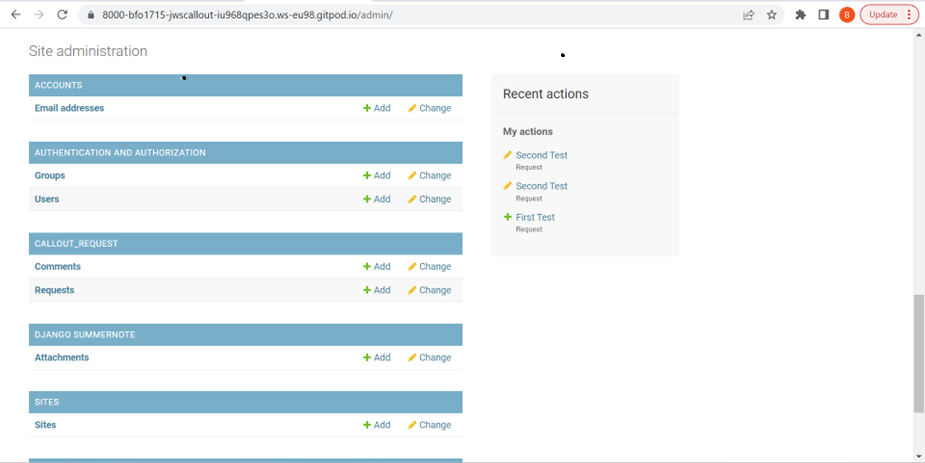 8000-bfo1715-jwscallout-iu968qpes3o.ws-eu98.gitpod.io/admin/
B
Update
Site administration
ACCOUNTS
Email addresses Add Change
AUTHENTICATION AND AUTHORIZATION
Groups Add Change
Users Add Change
CALLOUT_REQUEST
Comments Add Change
Requests Add Change
DJANGO SUMMERNOTE
Attachments Add Change
SITES
Sites Add Change
Recent actions
My actions
Second Test
Request
Second Test
Request
First Test
Request